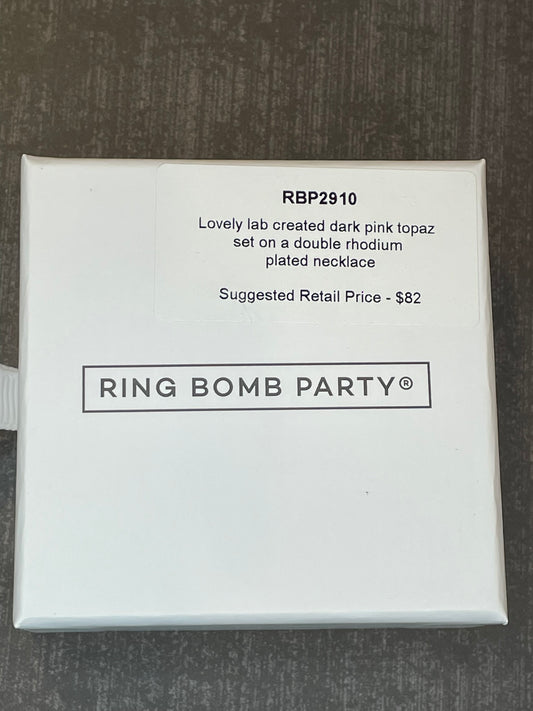 RBP2910
Lovely lab created dark pink topaz
set on a double rhodium
plated necklace
Suggested Retail Price - $82
RING BOMB PARTY®